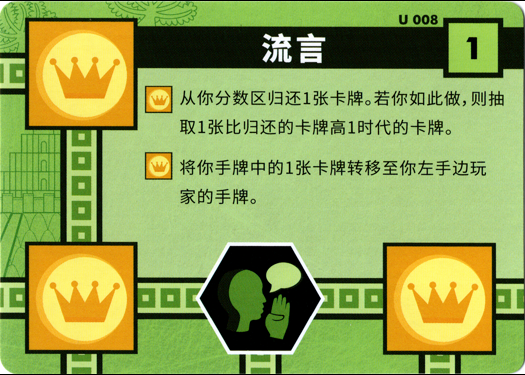 U 008
流言
1
从你分数区归还1张卡牌。若你如此做，则抽
取1张比归还的卡牌高1时代的卡牌。
将你手牌中的1张卡牌转移至你左手边玩
家的手牌。